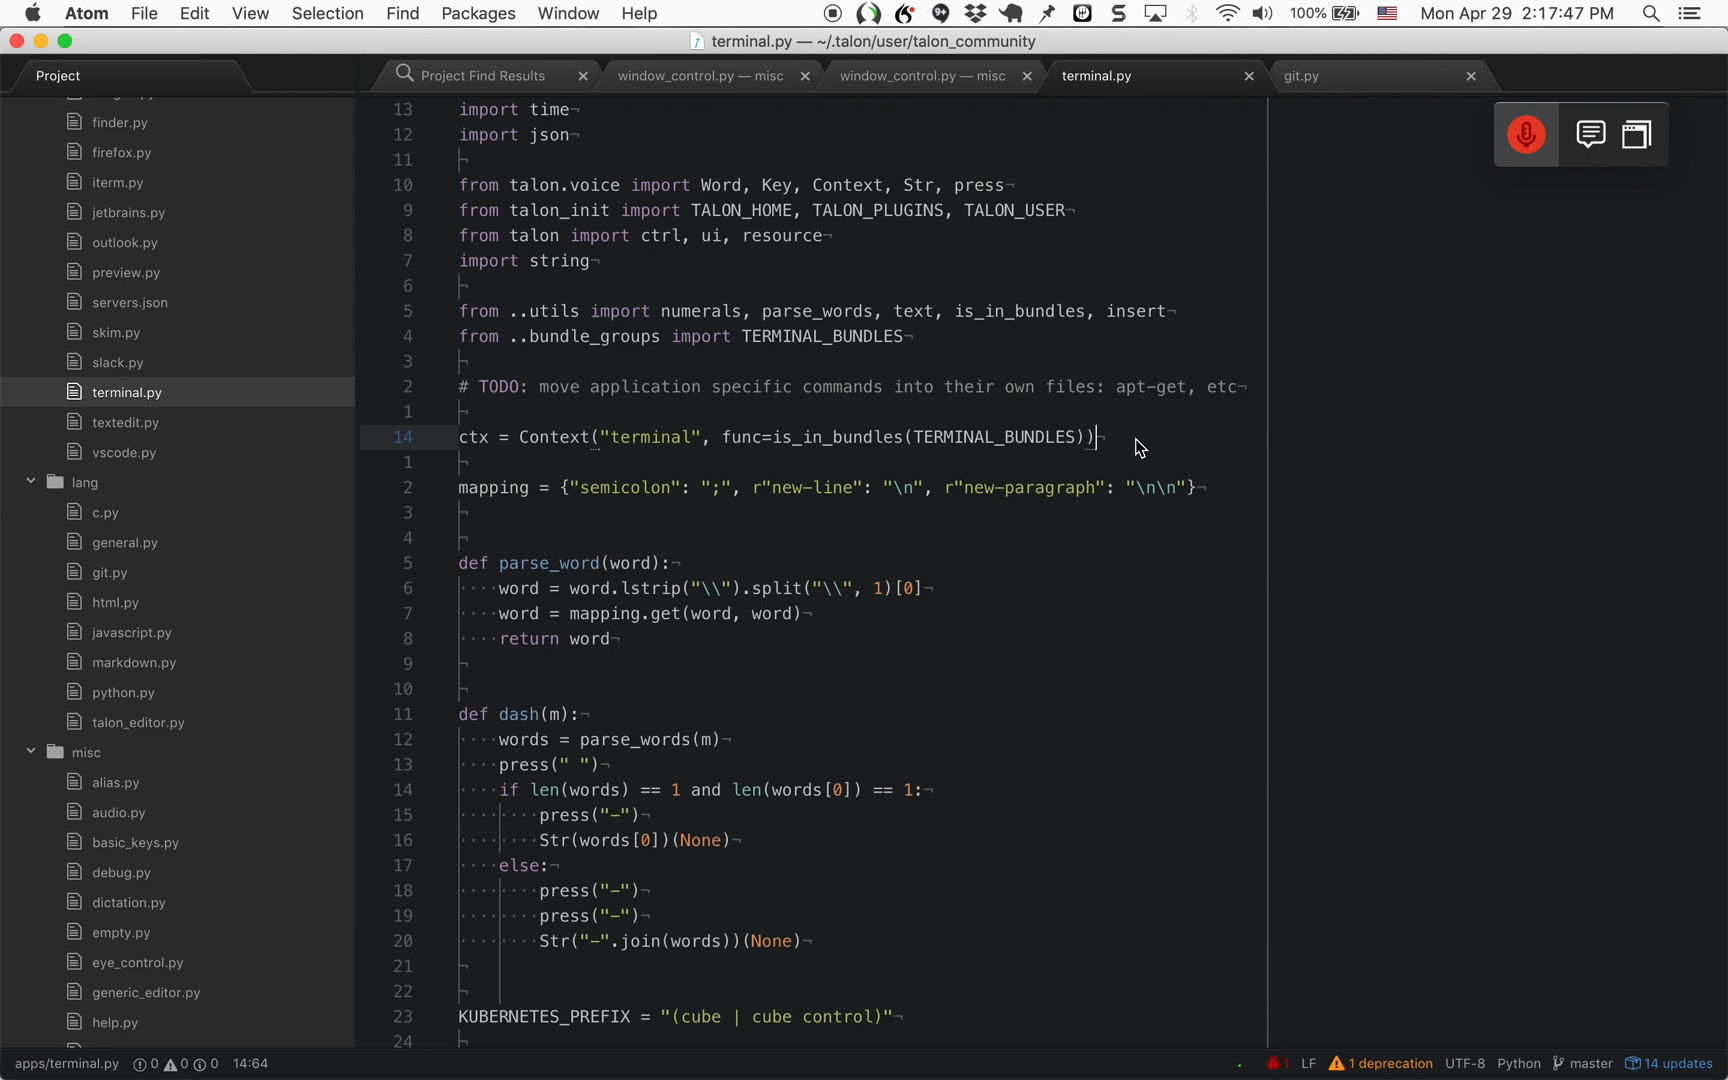 Atom File Edit View Selection Find Packages Window Help 100% Mon Apr 29 2:17:47 PM
terminal.py — ~/.talon/user/talon_community
Project
Project Find Results
window_control.py — misc
window_control.py — misc
terminal.py
git.py
finder.py
firefox.py
iterm.py
jetbrains.py
outlook.py
preview.py
servers.json
skim.py
slack.py
terminal.py
textedit.py
vscode.py
lang
c.py
general.py
git.py
html.py
javascript.py
markdown.py
python.py
talon_editor.py
misc
alias.py
audio.py
basic_keys.py
debug.py
dictation.py
empty.py
eye_control.py
generic_editor.py
help.py
13 import time¬
12 import json¬
11 ¬
10 from talon.voice import Word, Key, Context, Str, press¬
9 from talon_init import TALON_HOME, TALON_PLUGINS, TALON_USER¬
8 from talon import ctrl, ui, resource¬
7 import string¬
6 ¬
5 from ..utils import numerals, parse_words, text, is_in_bundles, insert¬
4 from ..bundle_groups import TERMINAL_BUNDLES¬
3 ¬
2 # TODO: move application specific commands into their own files: apt-get, etc¬
1 ¬
14 ctx = Context("terminal", func=is_in_bundles(TERMINAL_BUNDLES))¬
1 ¬
2 mapping = {"semicolon": ";", r"new-line": "\n", r"new-paragraph": "\n\n"}¬
3 ¬
4 ¬
5 def parse_word(word):¬
6 ····word = word.lstrip("\\").split("\\", 1)[0]¬
7 ····word = mapping.get(word, word)¬
8 ····return word¬
9 ¬
10 ¬
11 def dash(m):¬
12 ····words = parse_words(m)¬
13 ····press(" ")¬
14 ····if len(words) == 1 and len(words[0]) == 1:¬
15 ········press("-")¬
16 ········Str(words[0])(None)¬
17 ····else:¬
18 ········press("-")¬
19 ········press("-")¬
20 ········Str("-".join(words))(None)¬
21 ¬
22 ¬
23 KUBERNETES_PREFIX = "(cube | cube control)"¬
24 ¬
apps/terminal.py 0 0 0 14:64 1 LF 1 deprecation UTF-8 Python master 14 updates